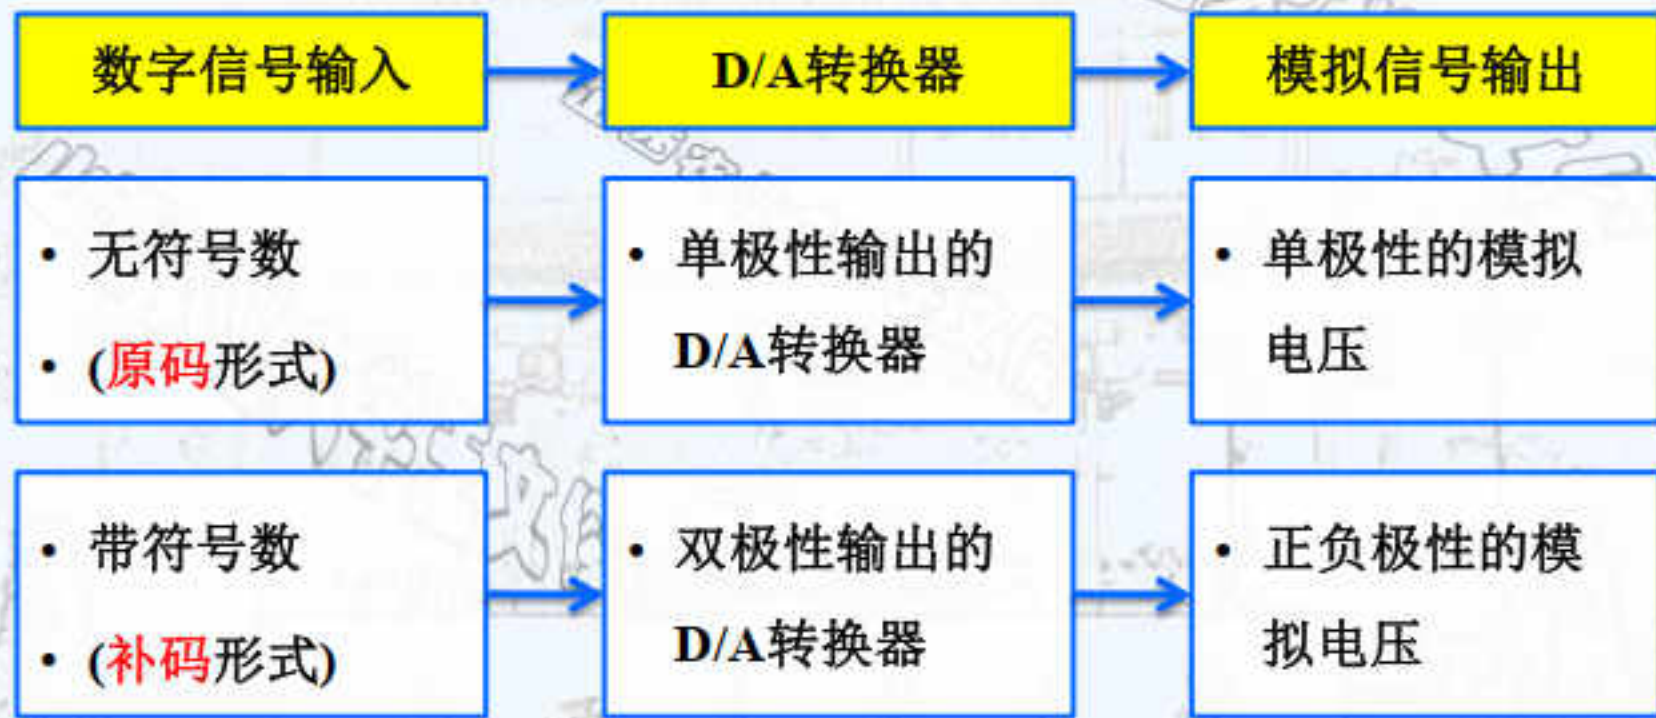 数字信号输入
D/A转换器
模拟信号输出
• 无符号数
• (原码形式)
• 单极性输出的
D/A转换器
• 单极性的模拟
电压
• 带符号数
• (补码形式)
• 双极性输出的
D/A转换器
• 正负极性的模
拟电压